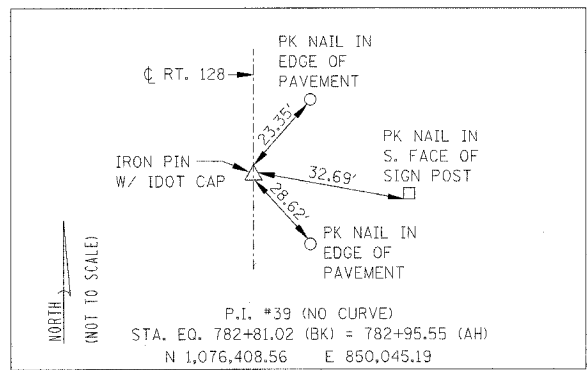 PK NAIL IN
EDGE OF
PAVEMENT
℄ RT. 128
23.35'
PK NAIL IN
S. FACE OF
SIGN POST
IRON PIN
W/ IDOT CAP
32.69'
28.62'
PK NAIL IN
EDGE OF
PAVEMENT
NORTH
(NOT TO SCALE)
P.I. #39 (NO CURVE)
STA. EQ. 782+81.02 (BK) = 782+95.55 (AH)
N 1,076,408.56 E 850,045.19